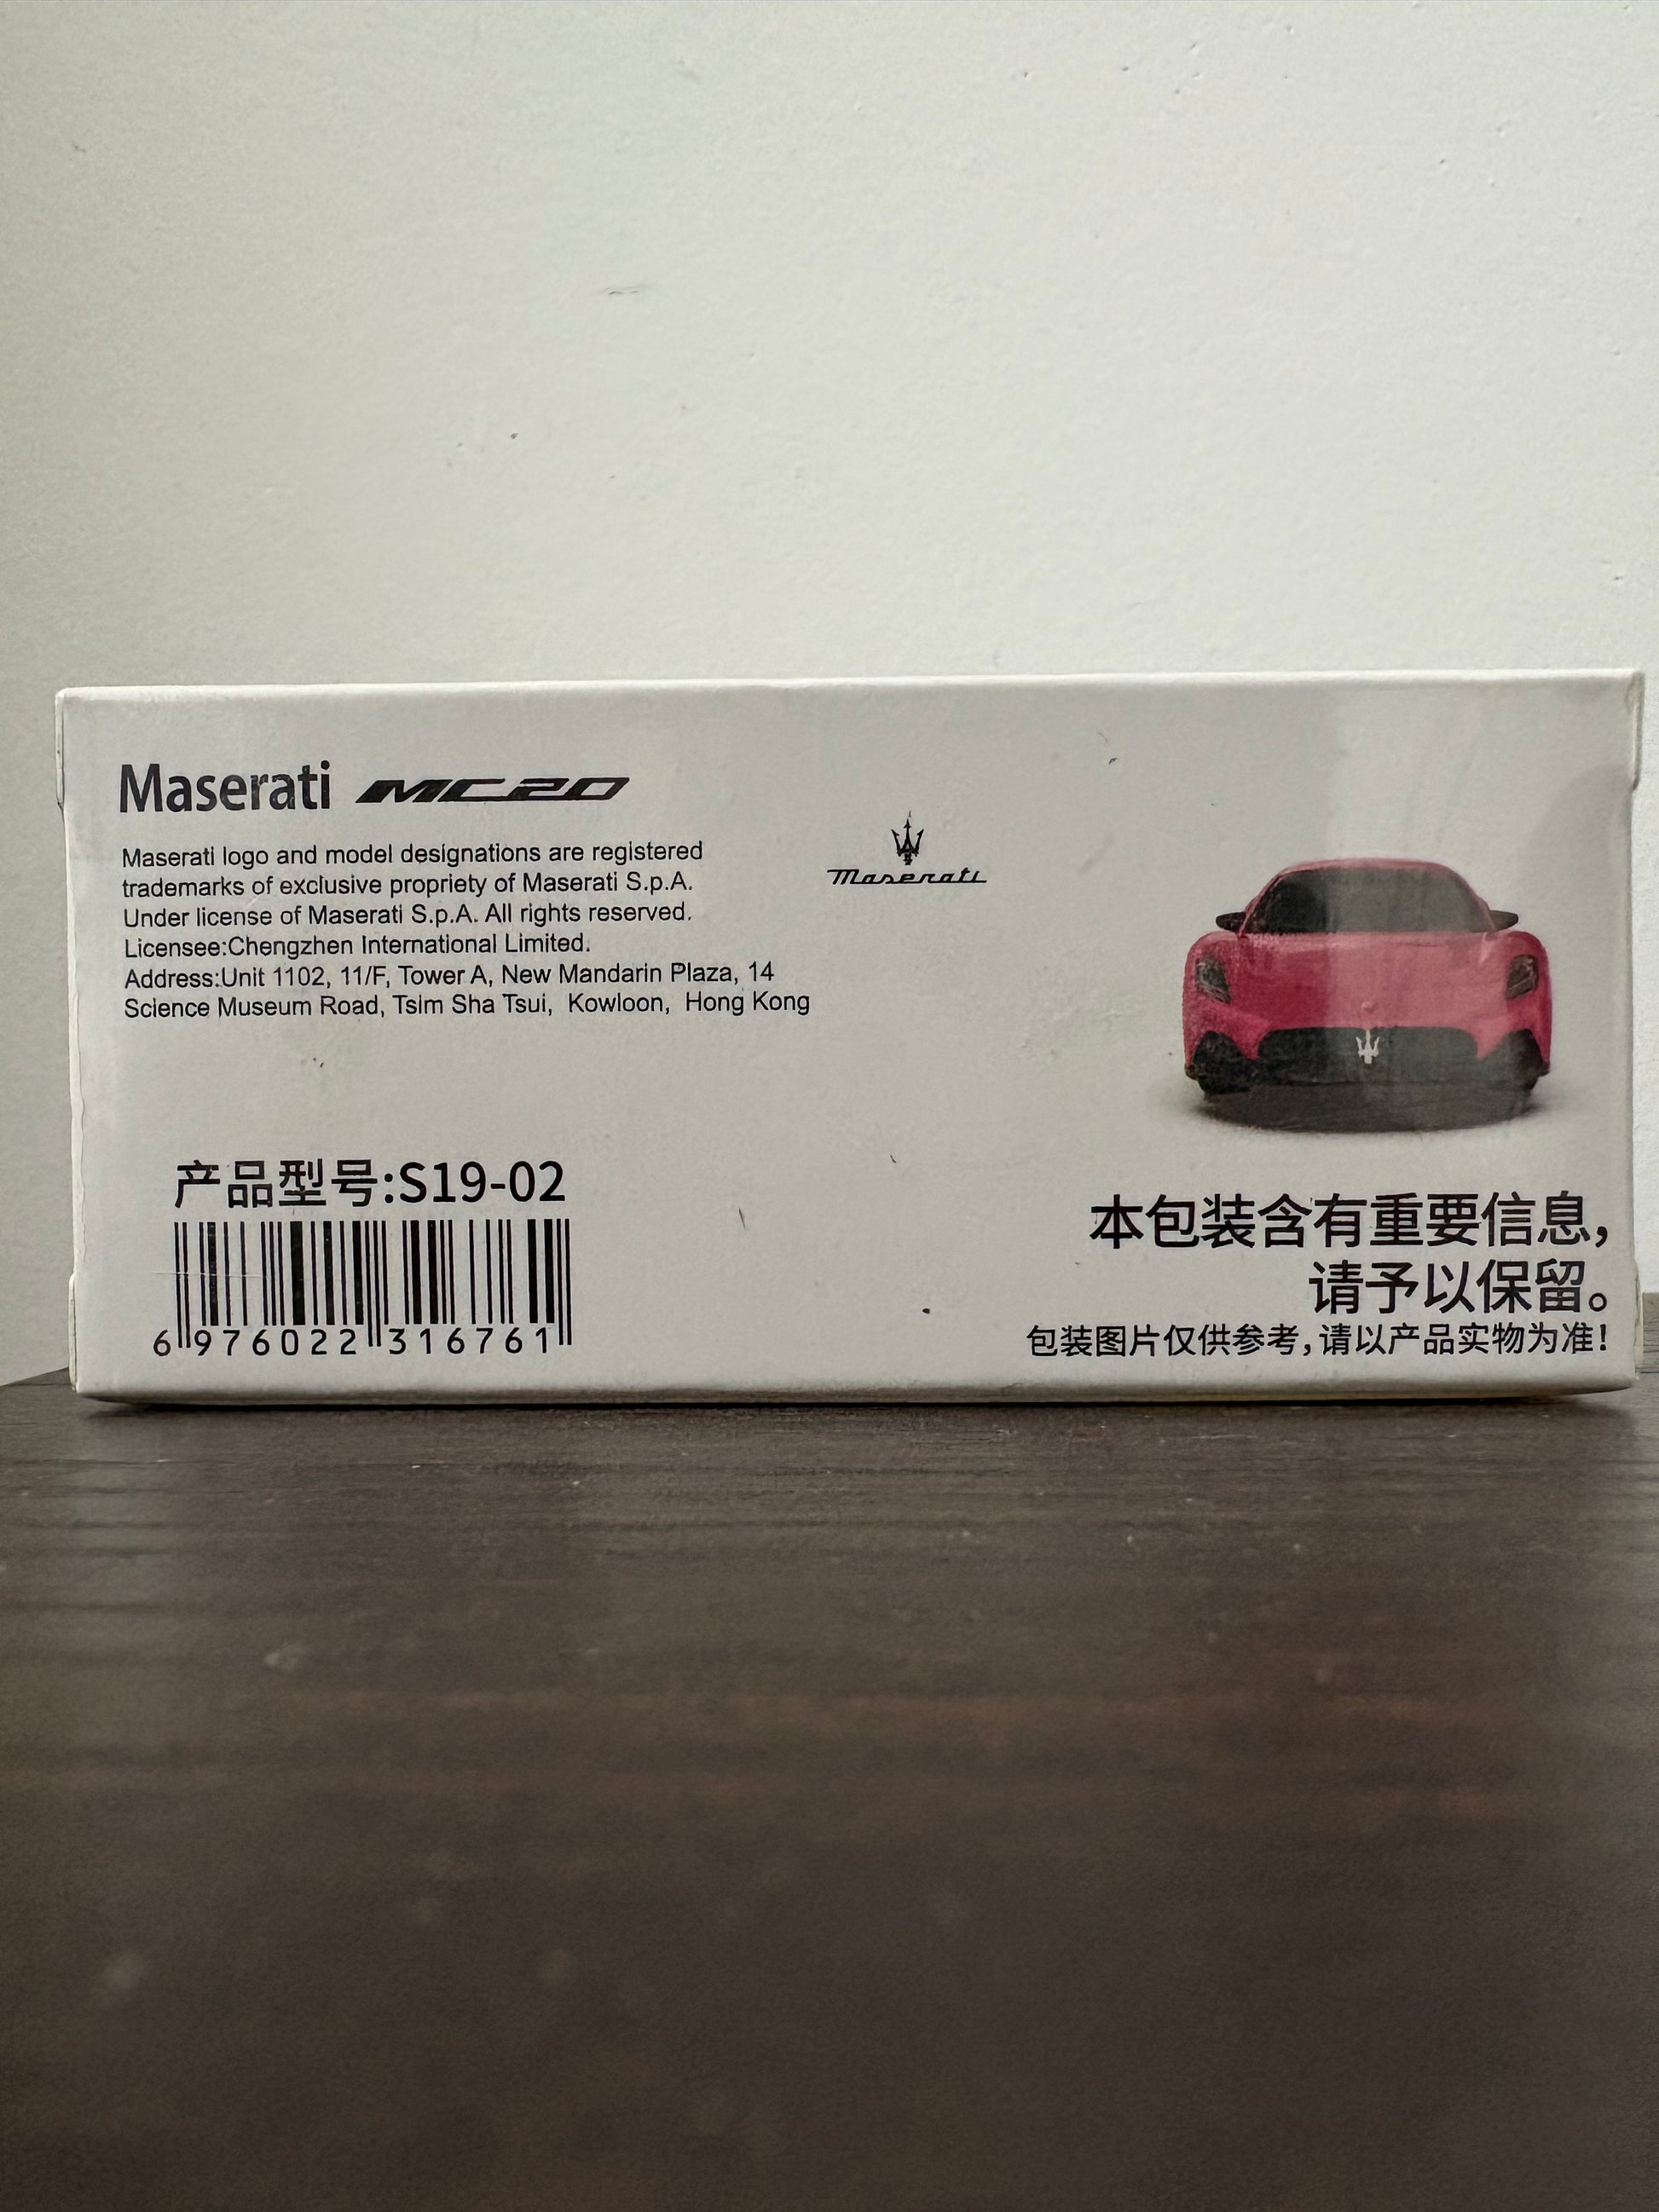 Maserati MC20
Maserati logo and model designations are registered
trademarks of exclusive propriety of Maserati S.p.A.
Under license of Maserati S.p.A. All rights reserved.
Licensee:Chengzhen International Limited.
Address:Unit 1102, 11/F, Tower A, New Mandarin Plaza, 14
Science Museum Road, Tsim Sha Tsui, Kowloon, Hong Kong
Maserati
产品型号:S19-02
6 976022 316761
本包装含有重要信息,
请予以保留。
包装图片仅供参考,请以产品实物为准!